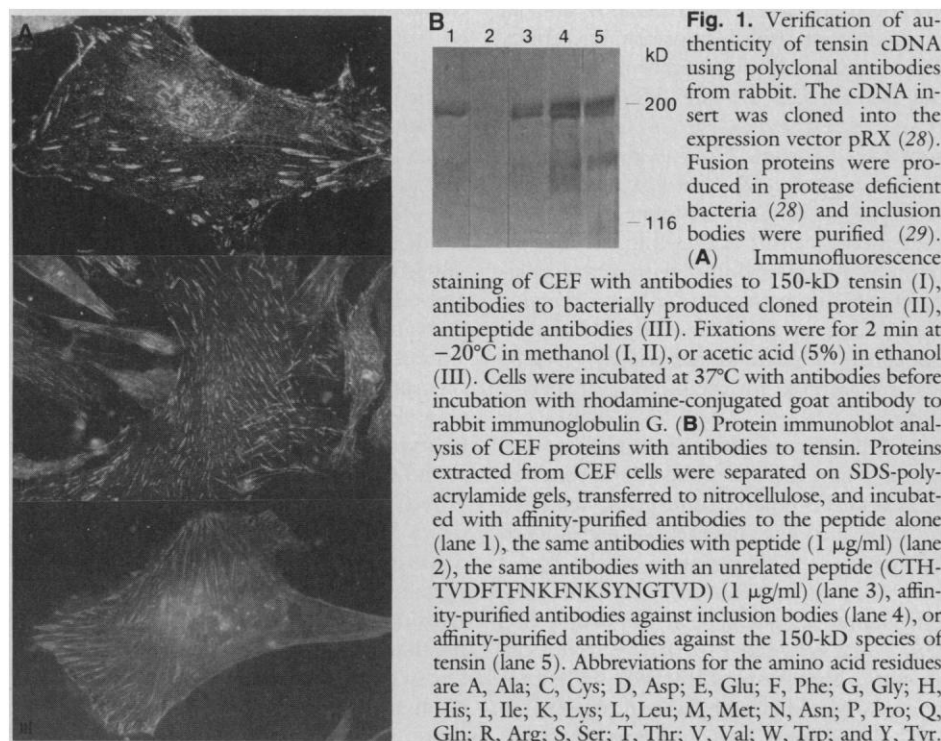 A
B
1 2 3 4 5
kD
200
116
Fig. 1. Verification of au-
thenticity of tensin cDNA
using polyclonal antibodies
from rabbit. The cDNA in-
sert was cloned into the
expression vector pRX (28).
Fusion proteins were pro-
duced in protease deficient
bacteria (28) and inclusion
bodies were purified (29).
(A) Immunofluorescence
staining of CEF with antibodies to 150-kD tensin (I),
antibodies to bacterially produced cloned protein (II),
antipeptide antibodies (III). Fixations were for 2 min at
−20°C in methanol (I, II), or acetic acid (5%) in ethanol
(III). Cells were incubated at 37°C with antibodies before
incubation with rhodamine-conjugated goat antibody to
rabbit immunoglobulin G. (B) Protein immunoblot anal-
ysis of CEF proteins with antibodies to tensin. Proteins
extracted from CEF cells were separated on SDS-poly-
acrylamide gels, transferred to nitrocellulose, and incubat-
ed with affinity-purified antibodies to the peptide alone
(lane 1), the same antibodies with peptide (1 μg/ml) (lane
2), the same antibodies with an unrelated peptide (CTH-
TVDFTFNKFNKSYNGTVD) (1 μg/ml) (lane 3), affin-
ity-purified antibodies against inclusion bodies (lane 4), or
affinity-purified antibodies against the 150-kD species of
tensin (lane 5). Abbreviations for the amino acid residues
are A, Ala; C, Cys; D, Asp; E, Glu; F, Phe; G, Gly; H,
His; I, Ile; K, Lys; L, Leu; M, Met; N, Asn; P, Pro; Q,
Gln; R, Arg; S, Ser; T, Thr; V, Val; W, Trp; and Y, Tyr.